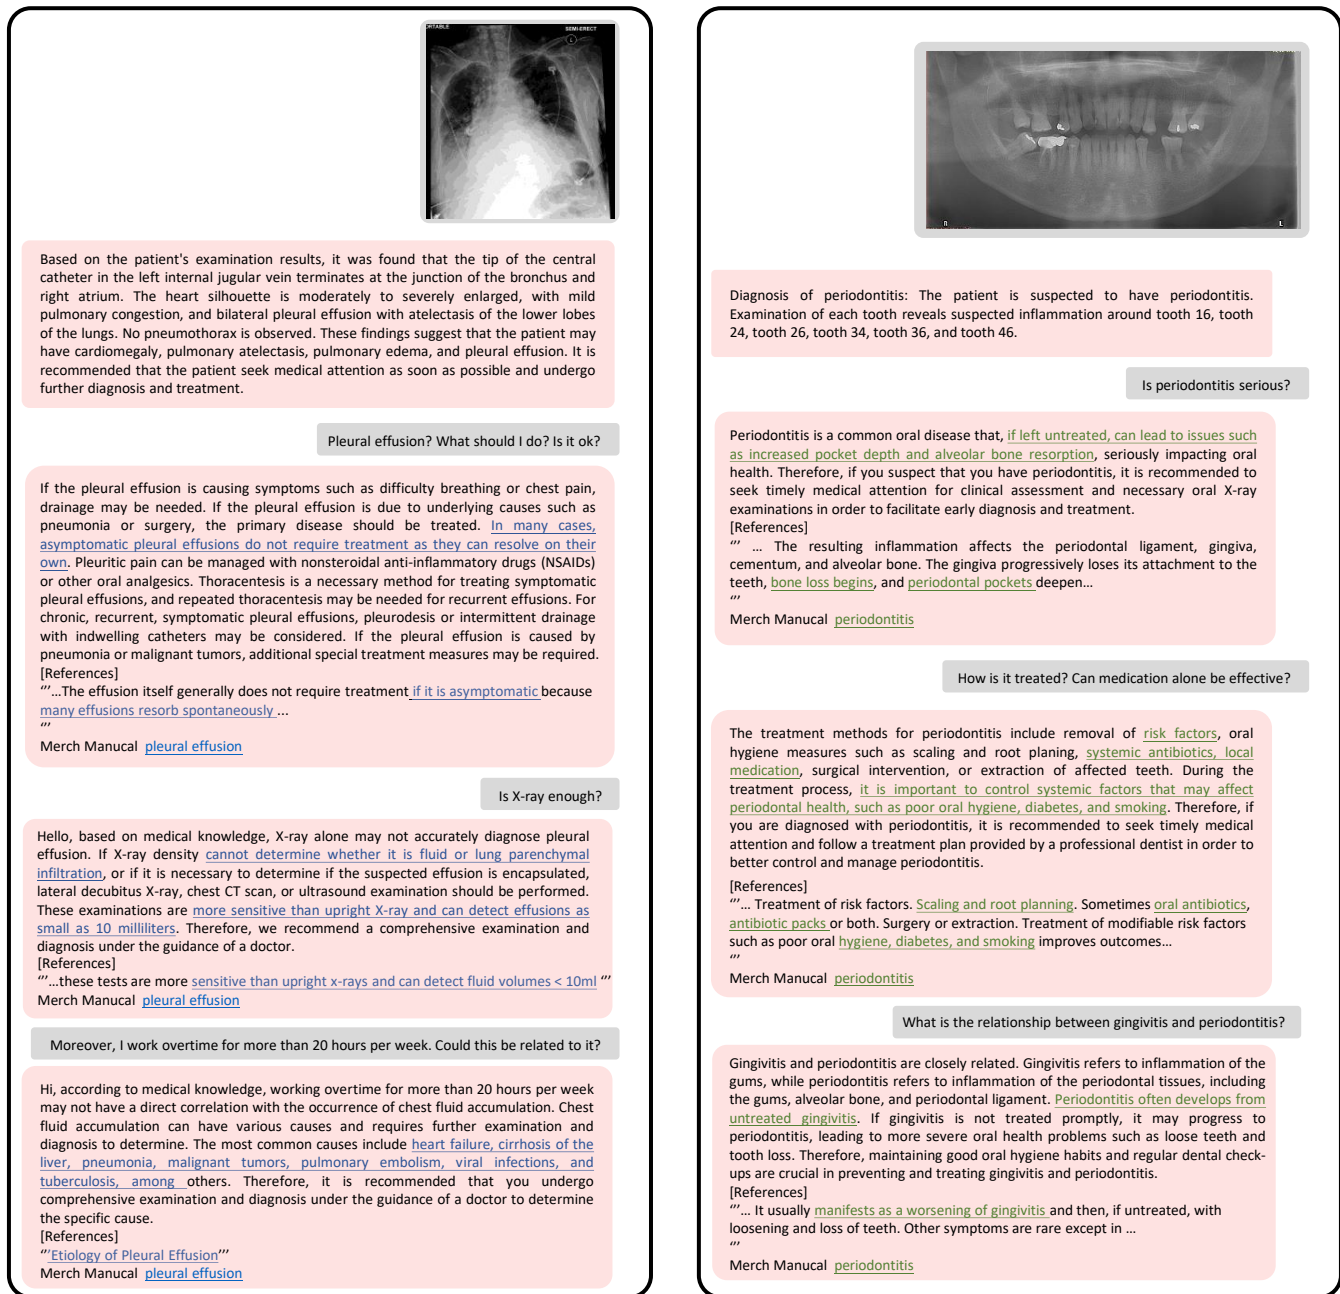 PORTABLE
SEMI-ERECT
L
Based on the patient's examination results, it was found that the tip of the central
catheter in the left internal jugular vein terminates at the junction of the bronchus and
right atrium. The heart silhouette is moderately to severely enlarged, with mild
pulmonary congestion, and bilateral pleural effusion with atelectasis of the lower lobes
of the lungs. No pneumothorax is observed. These findings suggest that the patient may
have cardiomegaly, pulmonary atelectasis, pulmonary edema, and pleural effusion. It is
recommended that the patient seek medical attention as soon as possible and undergo
further diagnosis and treatment.
Pleural effusion? What should I do? Is it ok?
If the pleural effusion is causing symptoms such as difficulty breathing or chest pain,
drainage may be needed. If the pleural effusion is due to underlying causes such as
pneumonia or surgery, the primary disease should be treated. In many cases,
asymptomatic pleural effusions do not require treatment as they can resolve on their
own. Pleuritic pain can be managed with nonsteroidal anti-inflammatory drugs (NSAIDs)
or other oral analgesics. Thoracentesis is a necessary method for treating symptomatic
pleural effusions, and repeated thoracentesis may be needed for recurrent effusions. For
chronic, recurrent, symptomatic pleural effusions, pleurodesis or intermittent drainage
with indwelling catheters may be considered. If the pleural effusion is caused by
pneumonia or malignant tumors, additional special treatment measures may be required.
[References]
‘’’...The effusion itself generally does not require treatment if it is asymptomatic because
many effusions resorb spontaneously ...
‘’’
Merch Manucal pleural effusion
Is X-ray enough?
Hello, based on medical knowledge, X-ray alone may not accurately diagnose pleural
effusion. If X-ray density cannot determine whether it is fluid or lung parenchymal
infiltration, or if it is necessary to determine if the suspected effusion is encapsulated,
lateral decubitus X-ray, chest CT scan, or ultrasound examination should be performed.
These examinations are more sensitive than upright X-ray and can detect effusions as
small as 10 milliliters. Therefore, we recommend a comprehensive examination and
diagnosis under the guidance of a doctor.
[References]
‘’’...these tests are more sensitive than upright x-rays and can detect fluid volumes < 10ml ‘’’
Merch Manucal pleural effusion
Moreover, I work overtime for more than 20 hours per week. Could this be related to it?
Hi, according to medical knowledge, working overtime for more than 20 hours per week
may not have a direct correlation with the occurrence of chest fluid accumulation. Chest
fluid accumulation can have various causes and requires further examination and
diagnosis to determine. The most common causes include heart failure, cirrhosis of the
liver, pneumonia, malignant tumors, pulmonary embolism, viral infections, and
tuberculosis, among others. Therefore, it is recommended that you undergo
comprehensive examination and diagnosis under the guidance of a doctor to determine
the specific cause.
[References]
‘’’Etiology of Pleural Effusion’’’
Merch Manucal pleural effusion
R
L
Diagnosis of periodontitis: The patient is suspected to have periodontitis.
Examination of each tooth reveals suspected inflammation around tooth 16, tooth
24, tooth 26, tooth 34, tooth 36, and tooth 46.
Is periodontitis serious?
Periodontitis is a common oral disease that, if left untreated, can lead to issues such
as increased pocket depth and alveolar bone resorption, seriously impacting oral
health. Therefore, if you suspect that you have periodontitis, it is recommended to
seek timely medical attention for clinical assessment and necessary oral X-ray
examinations in order to facilitate early diagnosis and treatment.
[References]
‘’’ ... The resulting inflammation affects the periodontal ligament, gingiva,
cementum, and alveolar bone. The gingiva progressively loses its attachment to the
teeth, bone loss begins, and periodontal pockets deepen...
‘’’
Merch Manucal periodontitis
How is it treated? Can medication alone be effective?
The treatment methods for periodontitis include removal of risk factors, oral
hygiene measures such as scaling and root planing, systemic antibiotics, local
medication, surgical intervention, or extraction of affected teeth. During the
treatment process, it is important to control systemic factors that may affect
periodontal health, such as poor oral hygiene, diabetes, and smoking. Therefore, if
you are diagnosed with periodontitis, it is recommended to seek timely medical
attention and follow a treatment plan provided by a professional dentist in order to
better control and manage periodontitis.
[References]
‘’’... Treatment of risk factors. Scaling and root planning. Sometimes oral antibiotics,
antibiotic packs or both. Surgery or extraction. Treatment of modifiable risk factors
such as poor oral hygiene, diabetes, and smoking improves outcomes...
‘’’
Merch Manucal periodontitis
What is the relationship between gingivitis and periodontitis?
Gingivitis and periodontitis are closely related. Gingivitis refers to inflammation of the
gums, while periodontitis refers to inflammation of the periodontal tissues, including
the gums, alveolar bone, and periodontal ligament. Periodontitis often develops from
untreated gingivitis. If gingivitis is not treated promptly, it may progress to
periodontitis, leading to more severe oral health problems such as loose teeth and
tooth loss. Therefore, maintaining good oral hygiene habits and regular dental check-
ups are crucial in preventing and treating gingivitis and periodontitis.
[References]
‘’’... It usually manifests as a worsening of gingivitis and then, if untreated, with
loosening and loss of teeth. Other symptoms are rare except in ...
‘’’
Merch Manucal periodontitis